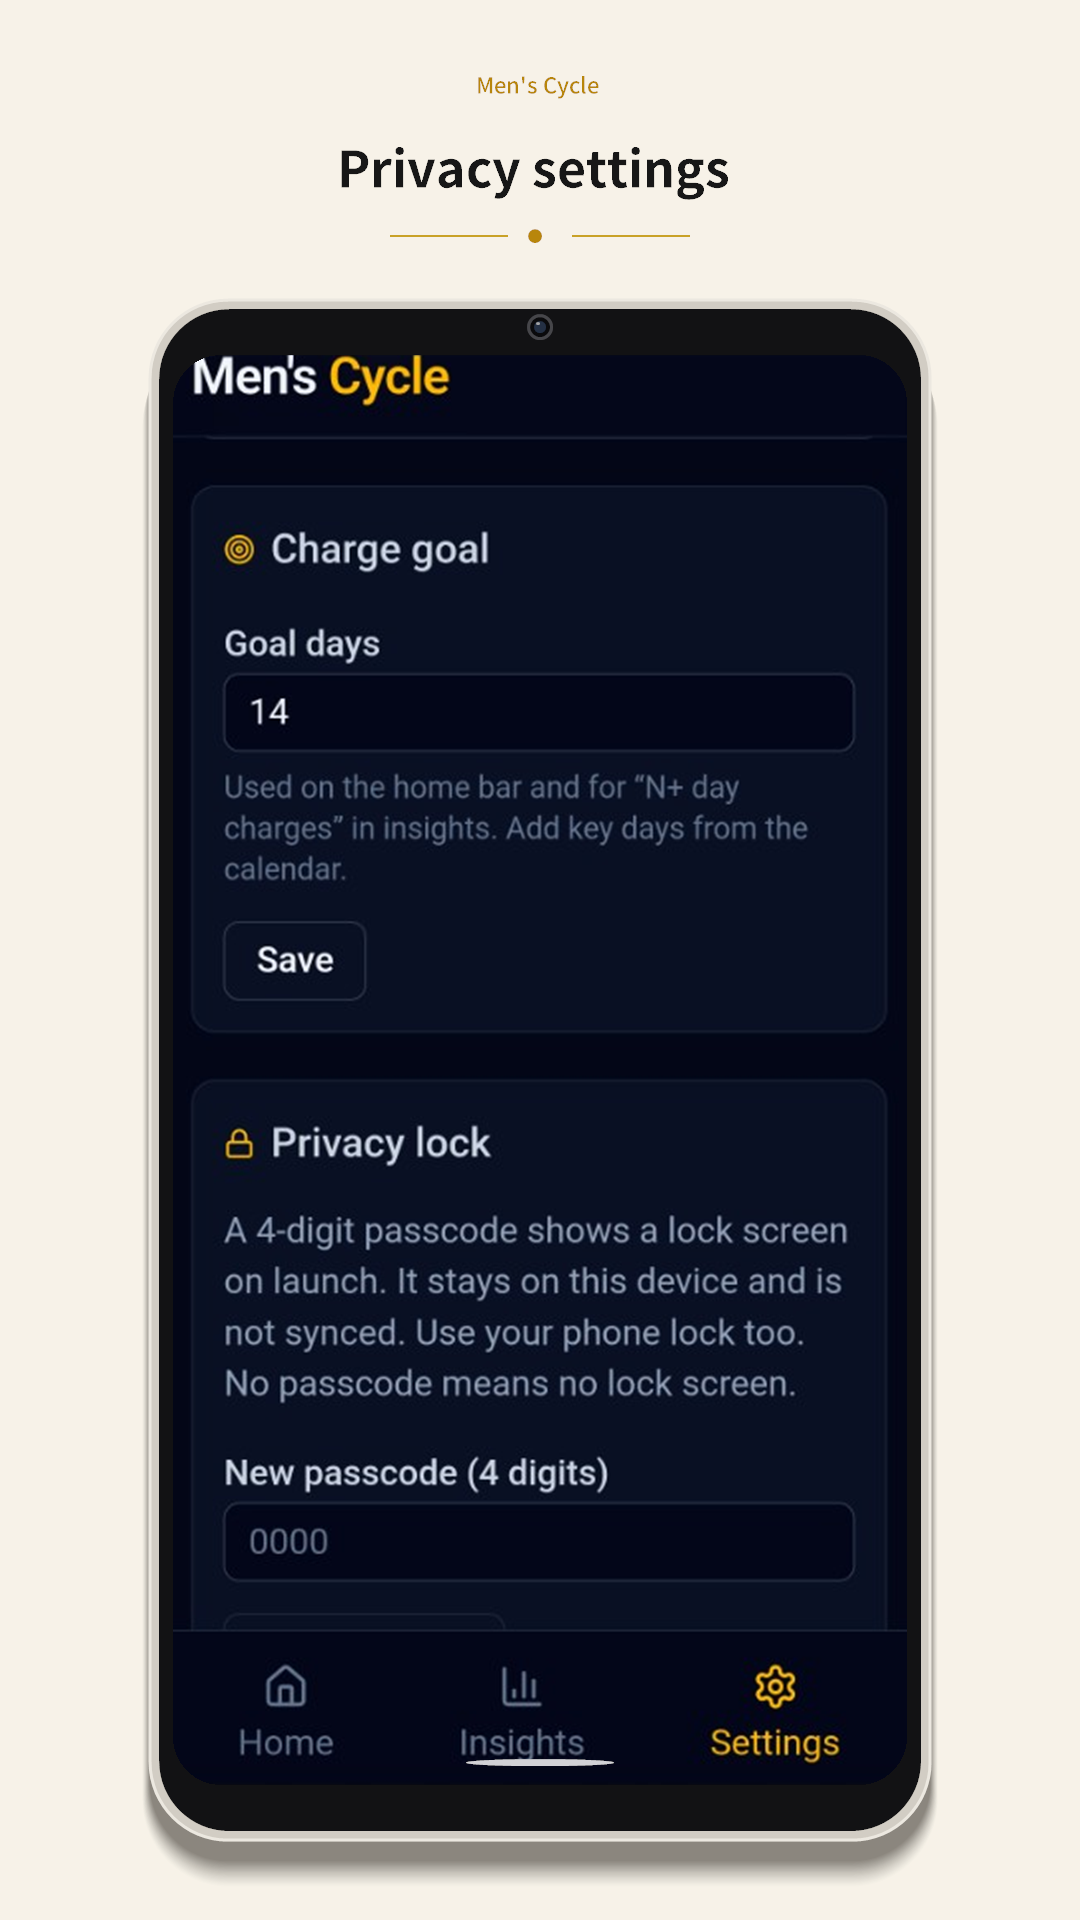 Men's Cycle
Privacy settings
Men's Cycle
Charge goal
Goal days
14
Used on the home bar and for “N+ day
charges” in insights. Add key days from the
calendar.
Save
Privacy lock
A 4-digit passcode shows a lock screen
on launch. It stays on this device and is
not synced. Use your phone lock too.
No passcode means no lock screen.
New passcode (4 digits)
0000
Home
Insights
Settings